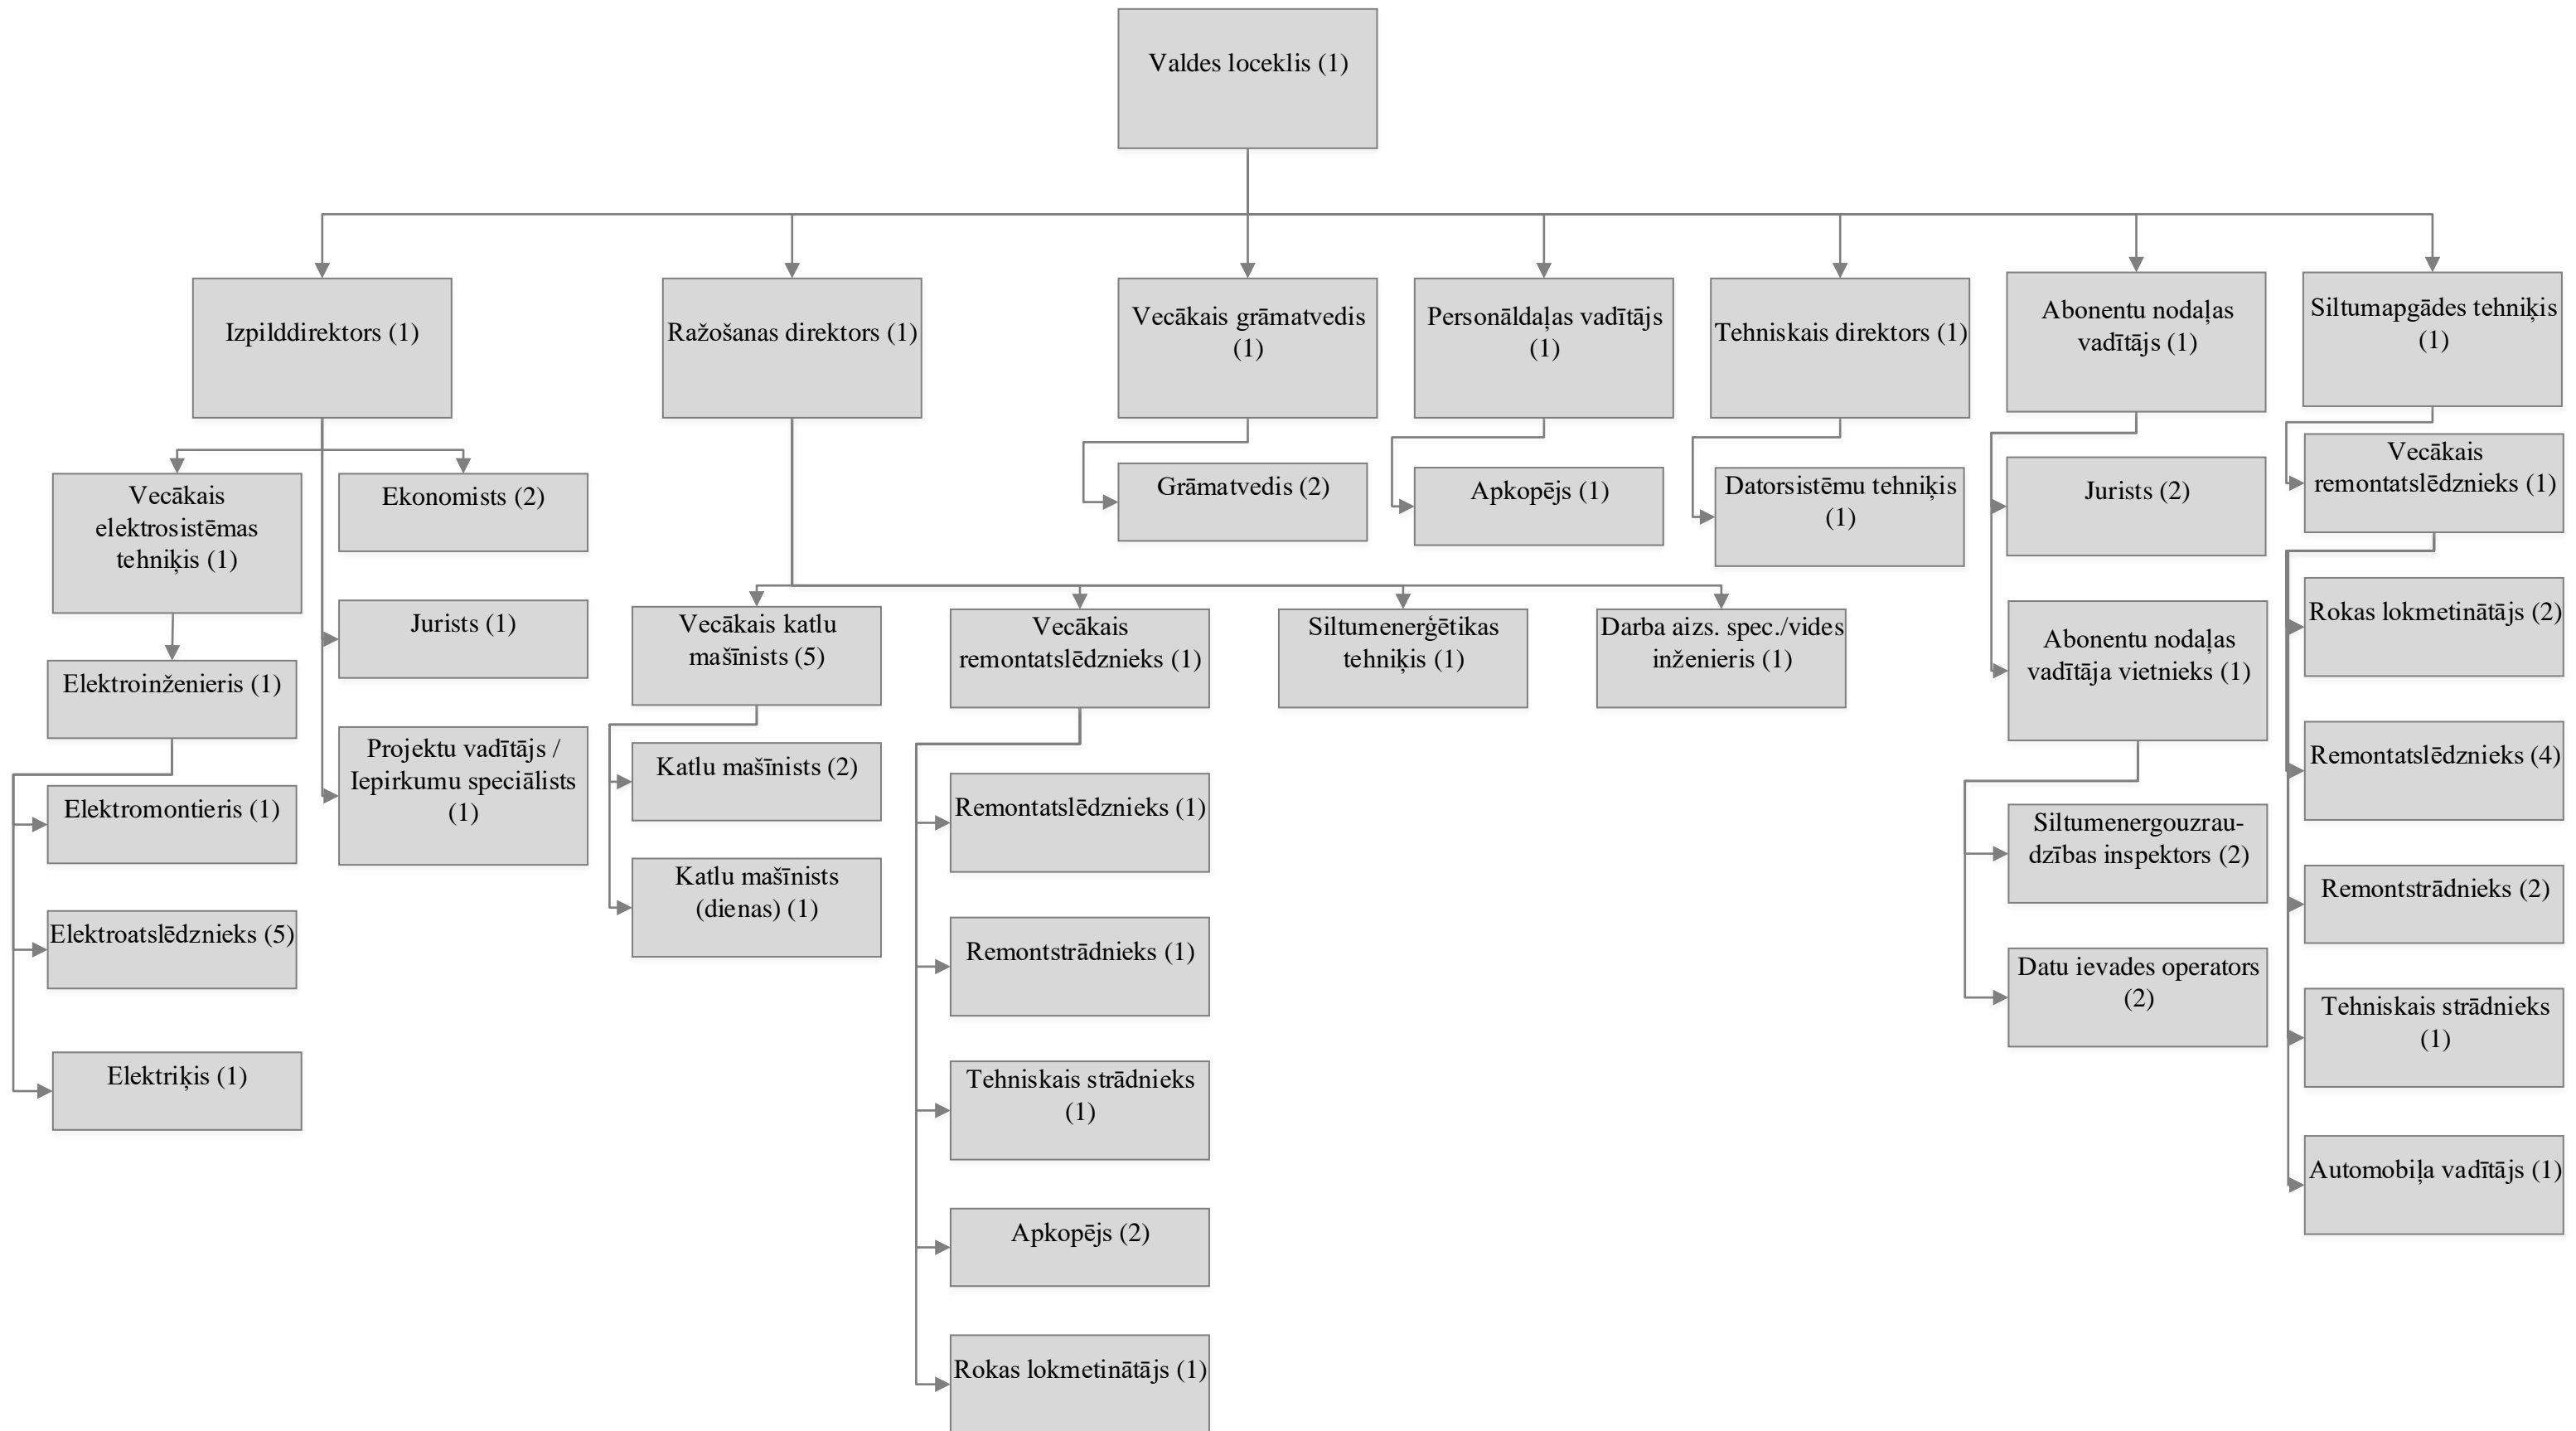 Valdes loceklis (1)
Izpilddirektors (1)
Ražošanas direktors (1)
Vecākais grāmatvedis
(1)
Personāldaļas vadītājs
(1)
Tehniskais direktors (1)
Abonentu nodaļas
vadītājs (1)
Siltumapgādes tehniķis
(1)
Vecākais
elektrosistēmas
tehniķis (1)
Ekonomists (2)
Jurists (1)
Projektu vadītājs /
Iepirkumu speciālists
(1)
Elektroinženieris (1)
Elektromontieris (1)
Elektroatslēdznieks (5)
Elektriķis (1)
Vecākais katlu
mašīnists (5)
Katlu mašīnists (2)
Katlu mašīnists
(dienas) (1)
Vecākais
remontatslēdznieks (1)
Remontatslēdznieks (1)
Remontstrādnieks (1)
Tehniskais strādnieks
(1)
Apkopējs (2)
Rokas lokmetinātājs (1)
Siltumenerģētikas
tehniķis (1)
Darba aizs. spec./vides
inženieris (1)
Grāmatvedis (2)
Apkopējs (1)
Datorsistēmu tehniķis
(1)
Jurists (2)
Abonentu nodaļas
vadītāja vietnieks (1)
Siltumenergouzrau-
dzības inspektors (2)
Datu ievades operators
(2)
Vecākais
remontatslēdznieks (1)
Rokas lokmetinātājs (2)
Remontatslēdznieks (4)
Remontstrādnieks (2)
Tehniskais strādnieks
(1)
Automobiļa vadītājs (1)